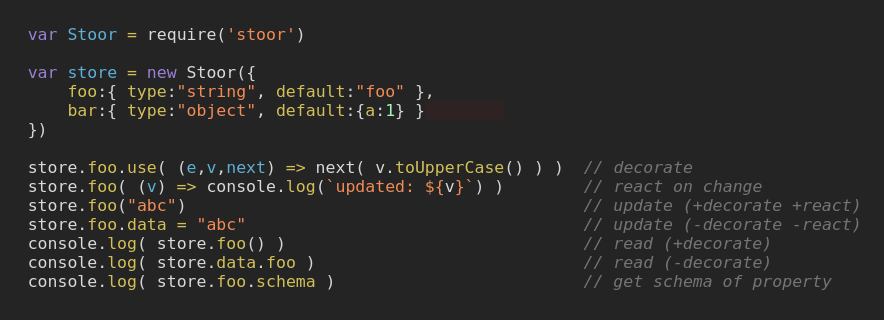 var Stoor = require('stoor')

var store = new Stoor({
    foo:{ type:"string", default:"foo" },
    bar:{ type:"object", default:{a:1} }
})

store.foo.use( (e,v,next) => next( v.toUpperCase() ) )  // decorate
store.foo( (v) => console.log(`updated: ${v}`) )        // react on change
store.foo("abc")                                        // update (+decorate +react)
store.foo.data = "abc"                                  // update (-decorate -react)
console.log( store.foo() )                              // read (+decorate)
console.log( store.data.foo )                           // read (-decorate)
console.log( store.foo.schema )                         // get schema of property